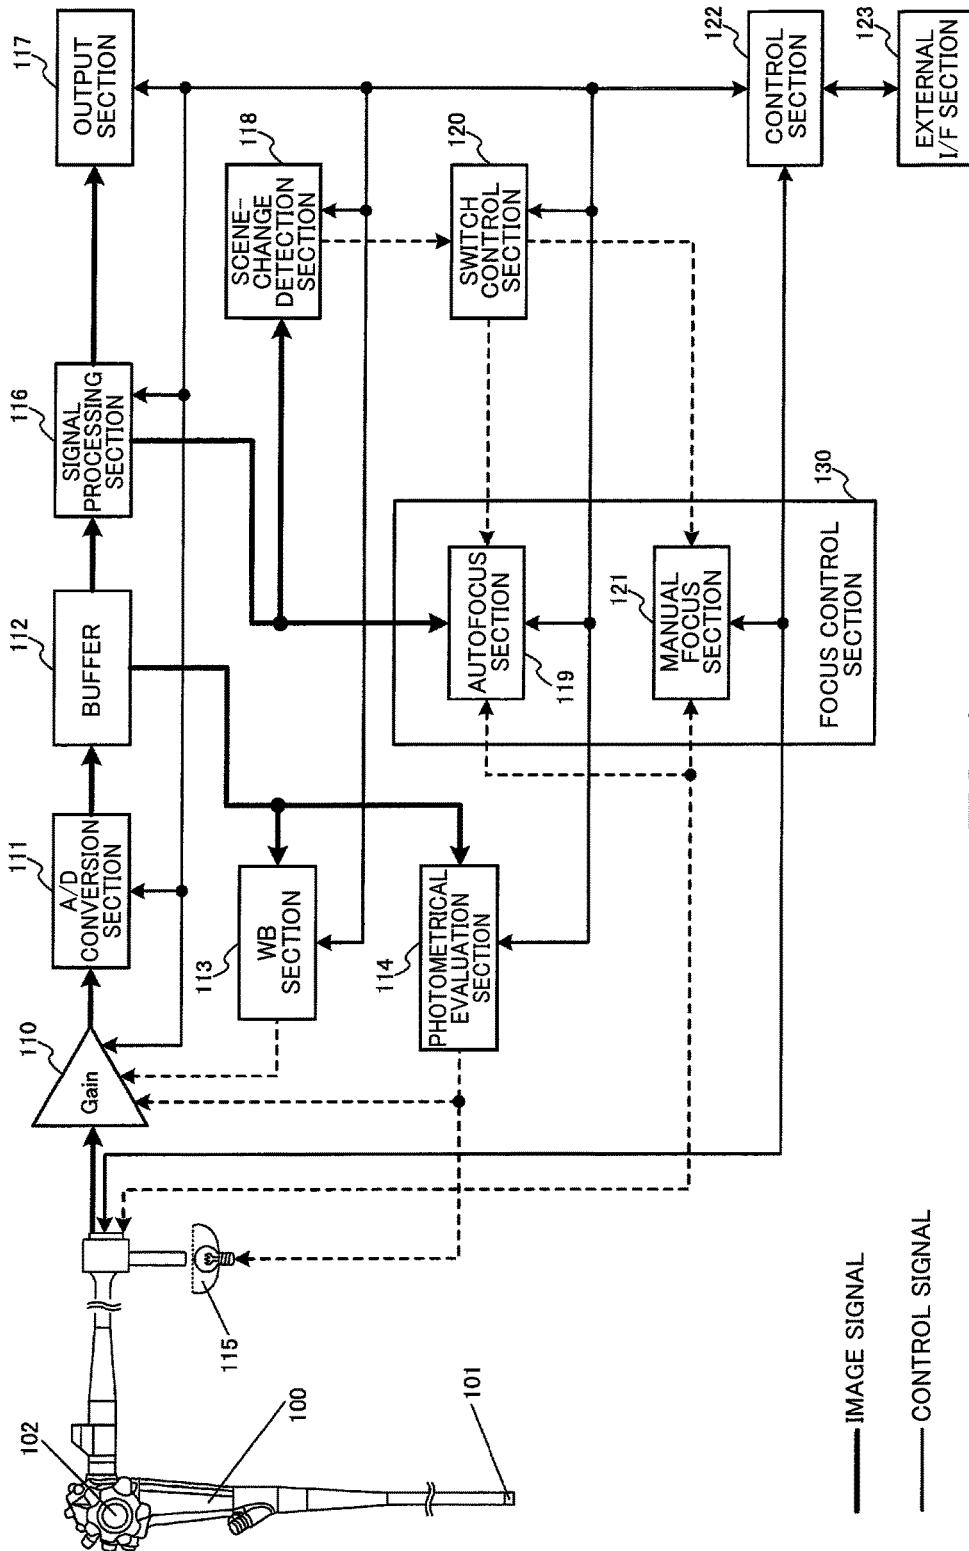 102
100
101
115
110
Gain
111
A/D
CONVERSION
SECTION
112
BUFFER
116
SIGNAL
PROCESSING
SECTION
117
OUTPUT
SECTION
113
WB
SECTION
118
SCENE-
CHANGE
DETECTION
SECTION
114
PHOTOMETRICAL
EVALUATION
SECTION
AUTOFOCUS
SECTION
119
120
SWITCH
CONTROL
SECTION
121
MANUAL
FOCUS
SECTION
130
FOCUS CONTROL
SECTION
122
CONTROL
SECTION
123
EXTERNAL
I/F SECTION
IMAGE SIGNAL
CONTROL SIGNAL